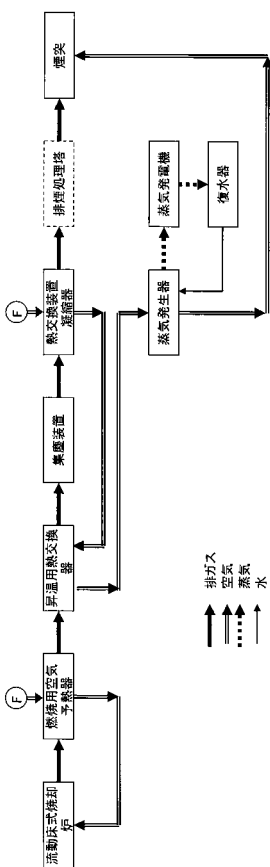 流動床式焼却
炉
F
燃焼用空気
予熱器
昇温用熱交換
器
集塵装置
F
熱交換装置
凝縮器
排煙処理塔
煙突
蒸気発生器
蒸気発電機
復水器
排ガス
空気
蒸気
水